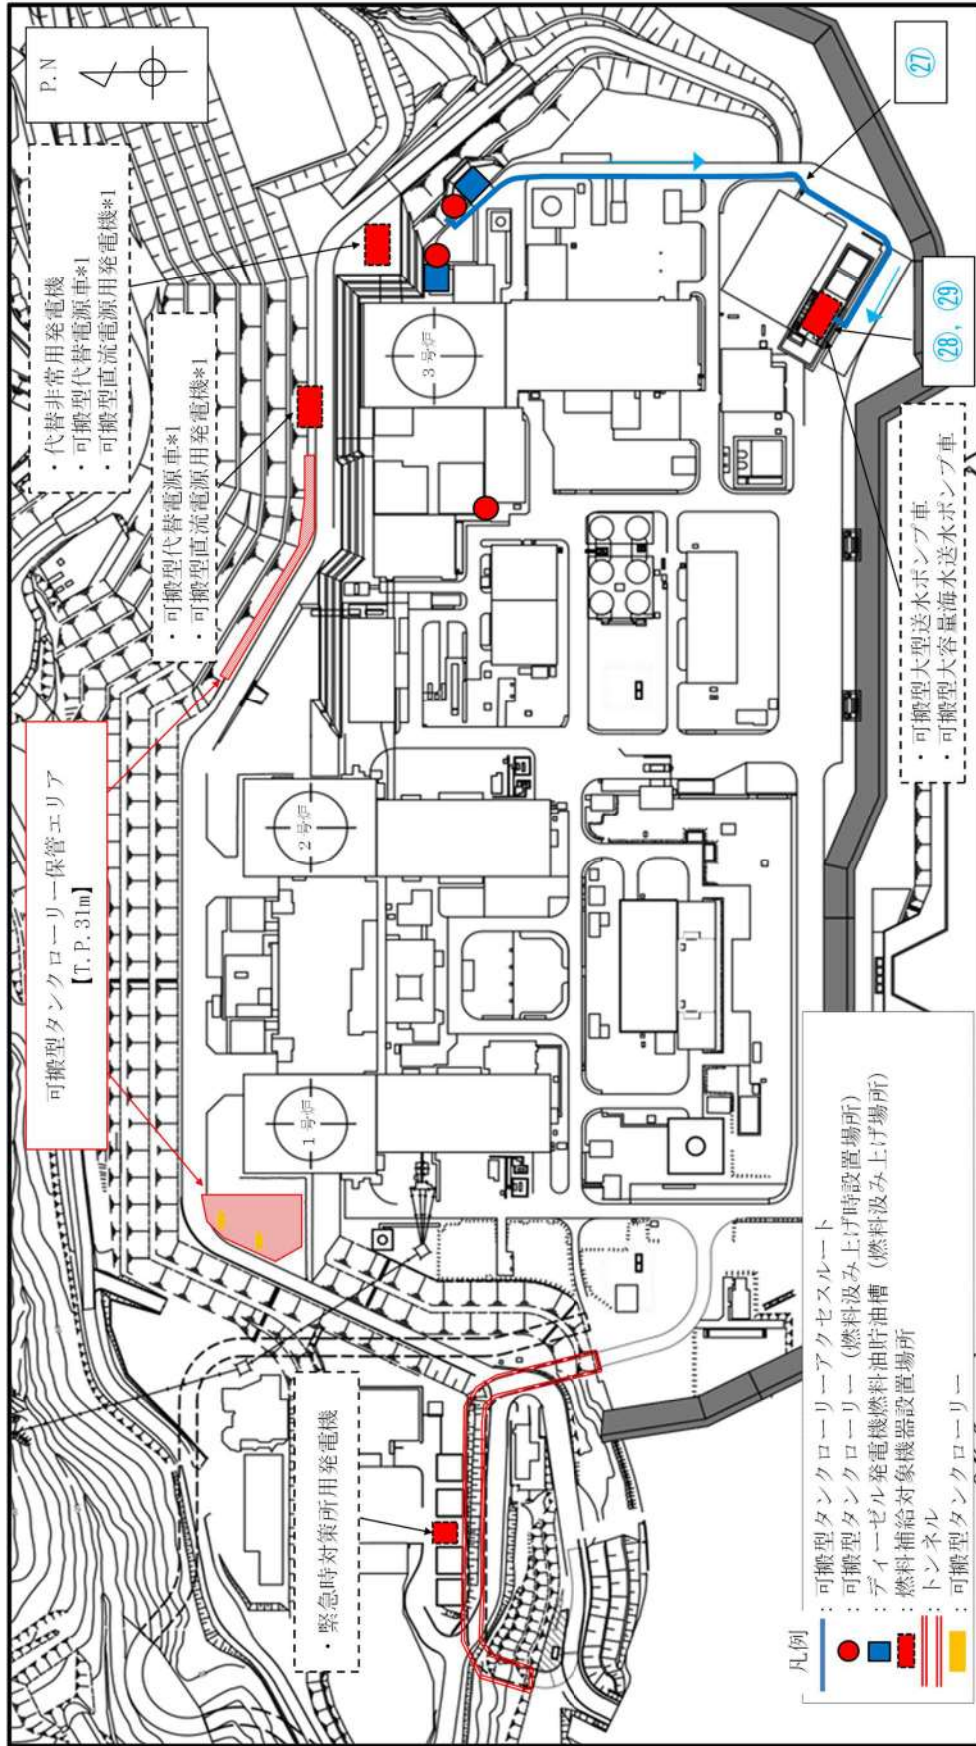 P.N
・代替非常用発電機
・可搬型代替電源車*1
・可搬型直流電源用発電機*1
・可搬型代替電源車*1
・可搬型直流電源用発電機*1
可搬型タンクローリー保管エリア
【T.P.31m】
・緊急時対策所用発電機
1号炉
2号炉
3号炉
㉗
㉘, ㉙
・可搬型大型送水ポンプ車
・可搬型大容量海水送水ポンプ車
凡例
：可搬型タンクローリーアクセスルート
：可搬型タンクローリー（燃料汲み上げ時設置場所）
：ディーゼル発電機燃料油貯油槽（燃料汲み上げ場所）
：燃料補給対象機器設置場所
：トンネル
：可搬型タンクローリー